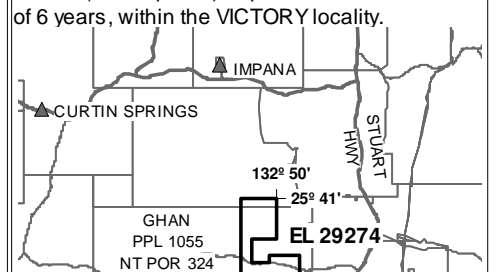 of 6 years, within the VICTORY locality.
IMPANA
CURTIN SPRINGS
STUART
HWY
132º 50'
25º 41'
GHAN
PPL 1055
NT POR 324
EL 29274